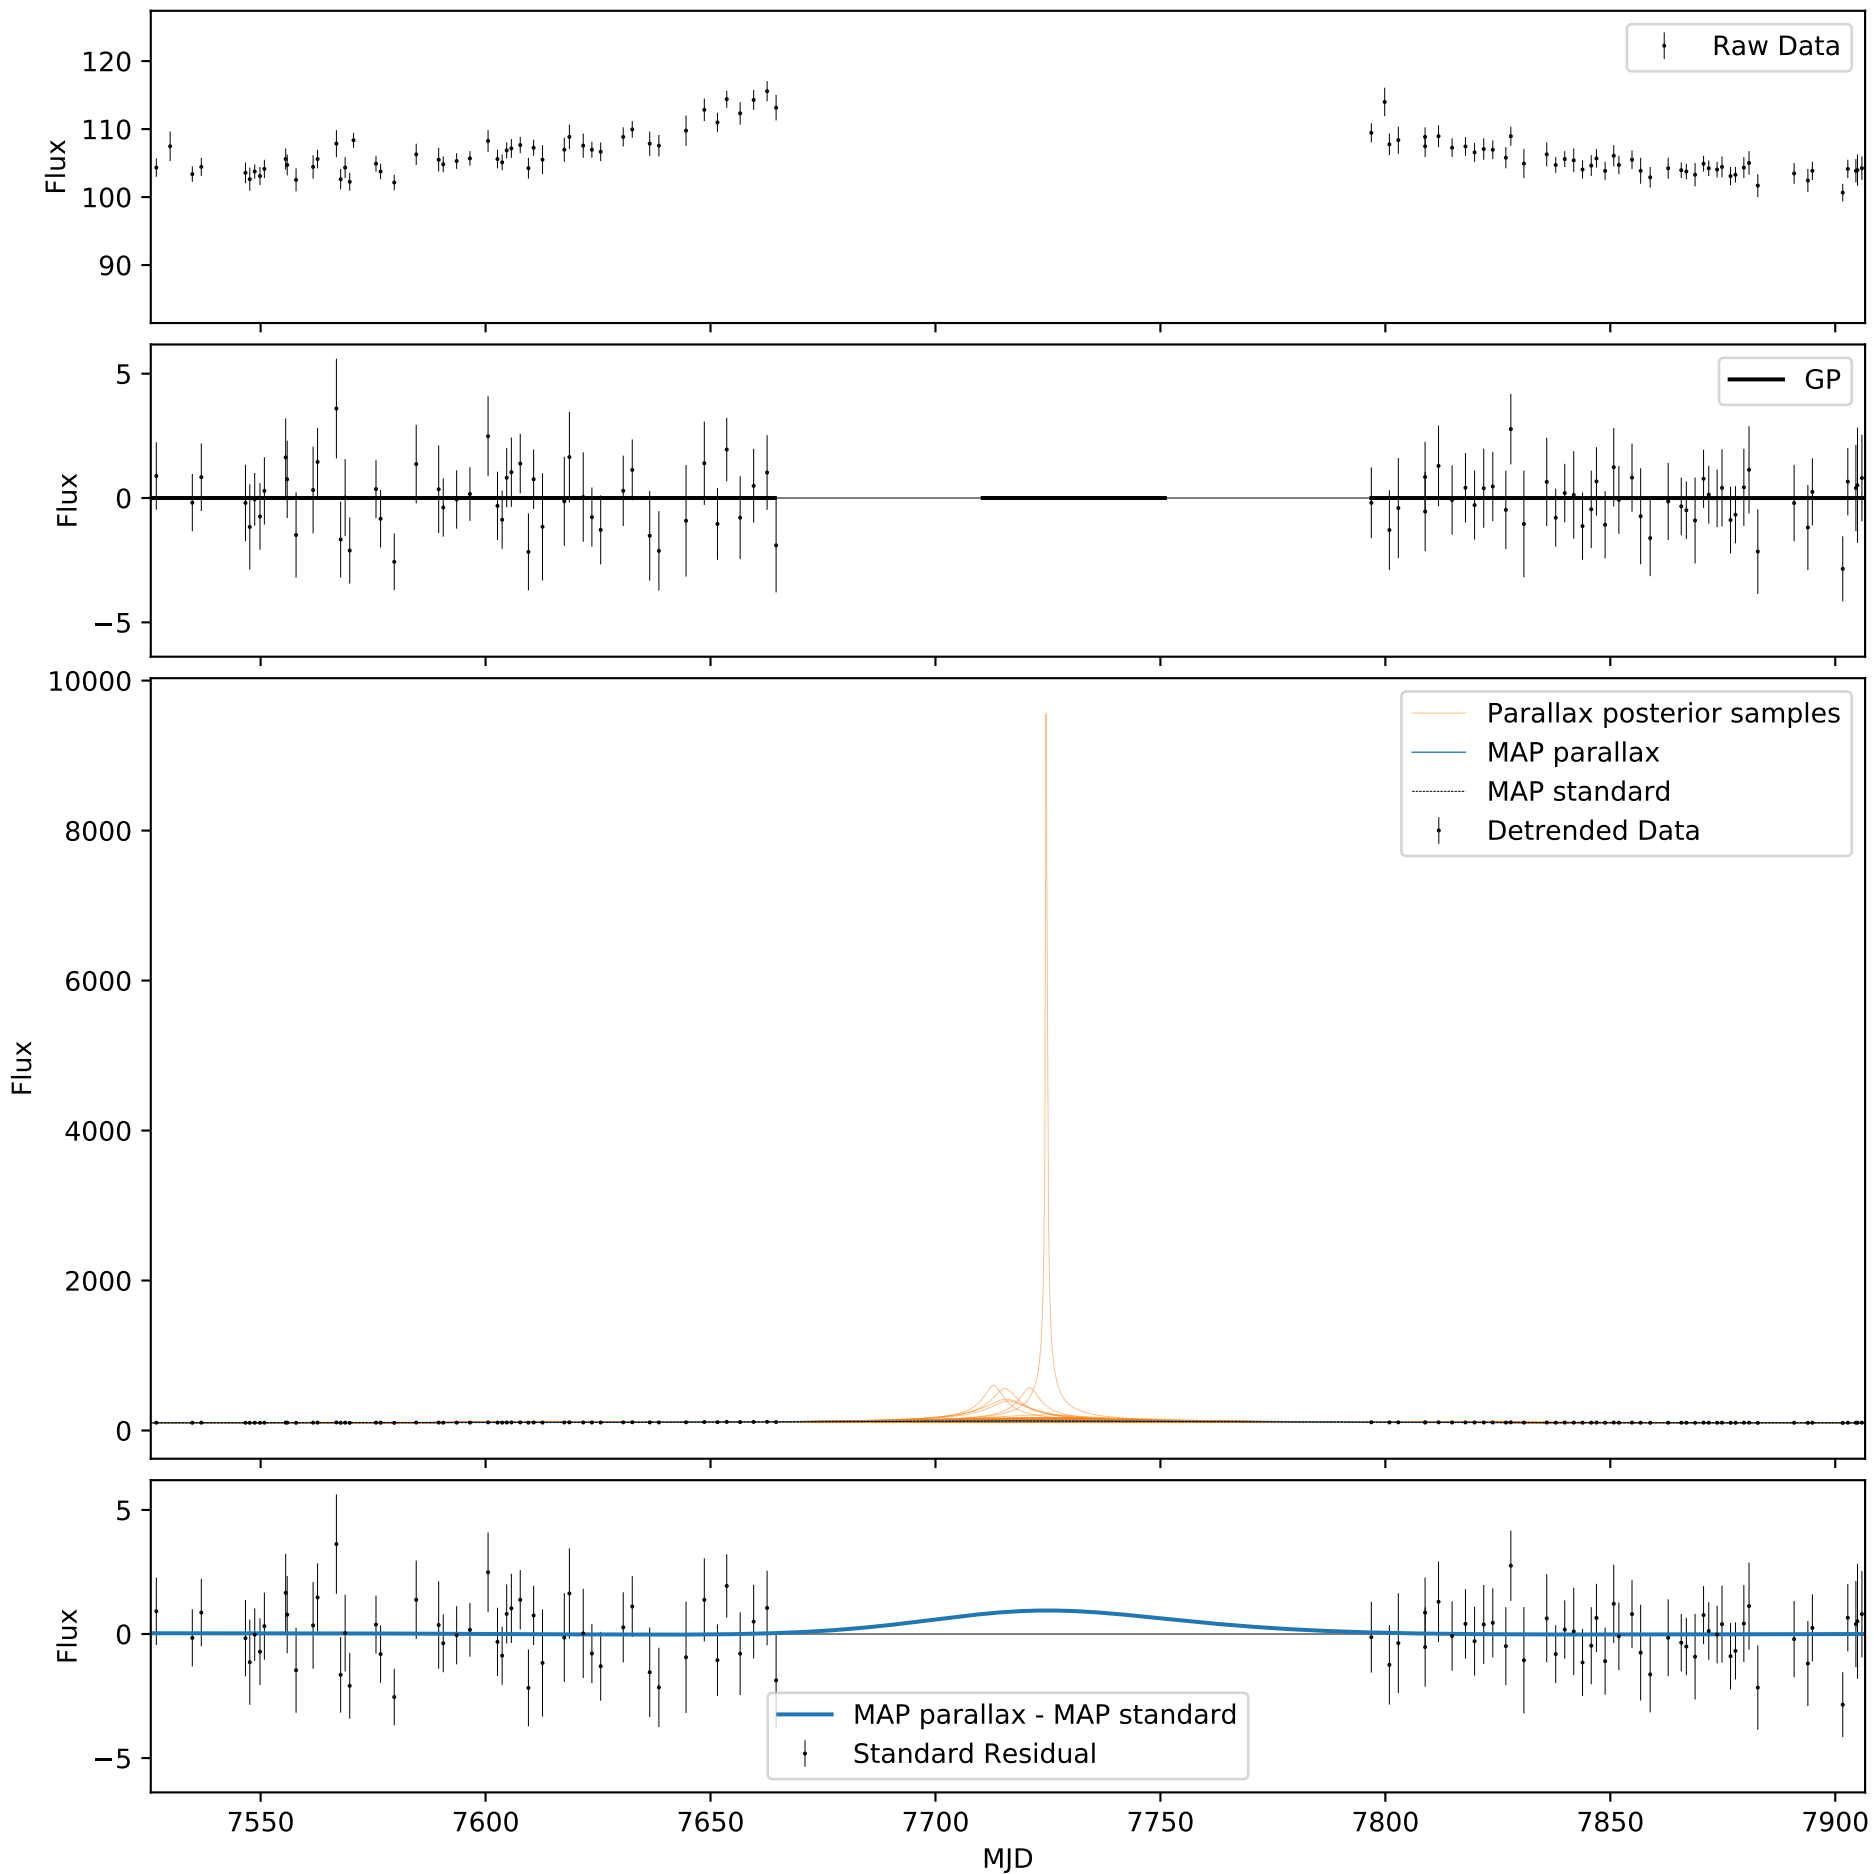 120
110
100
90
Flux
Raw Data
5
0
−5
Flux
GP
10000
8000
6000
4000
2000
0
Flux
Parallax posterior samples
MAP parallax
MAP standard
Detrended Data
5
0
−5
Flux
MAP parallax - MAP standard
Standard Residual
7550 7600 7650 7700 7750 7800 7850 7900
MJD